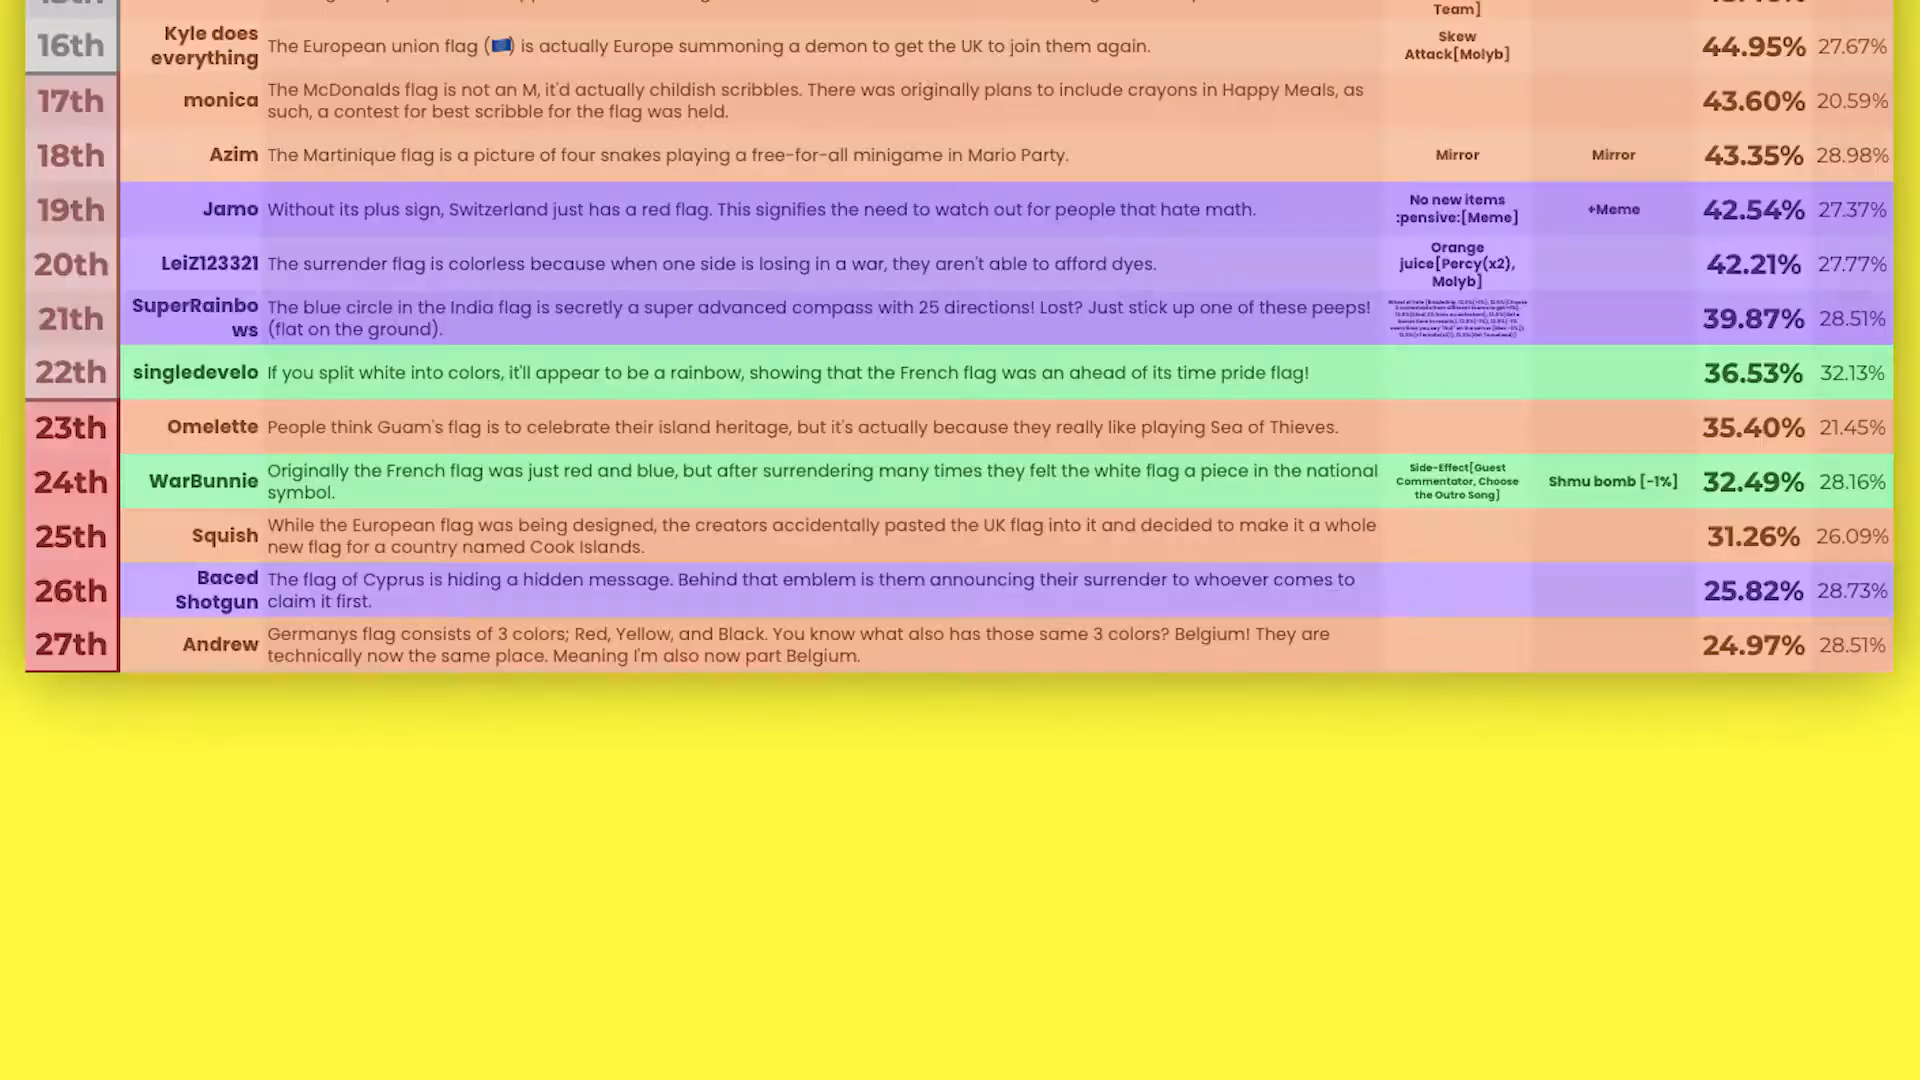 Team]
16th
Kyle does
everything
The European union flag ( ) is actually Europe summoning a demon to get the UK to join them again.
Skew
Attack[Molyb]
44.95%
27.67%
17th
monica
The McDonalds flag is not an M, it'd actually childish scribbles. There was originally plans to include crayons in Happy Meals, as
such, a contest for best scribble for the flag was held.
43.60%
20.59%
18th
Azim
The Martinique flag is a picture of four snakes playing a free-for-all minigame in Mario Party.
Mirror
Mirror
43.35%
28.98%
19th
Jamo
Without its plus sign, Switzerland just has a red flag. This signifies the need to watch out for people that hate math.
No new items
:pensive:[Meme]
+Meme
42.54%
27.37%
20th
LeiZ123321
The surrender flag is colorless because when one side is losing in a war, they aren't able to afford dyes.
Orange
juice[Percy(x2),
Molyb]
42.21%
27.77%
21th
SuperRainbo
ws
The blue circle in the India flag is secretly a super advanced compass with 25 directions! Lost? Just stick up one of these peeps!
(flat on the ground).
39.87%
28.51%
22th
singledevelo
If you split white into colors, it'll appear to be a rainbow, showing that the French flag was an ahead of its time pride flag!
36.53%
32.13%
23th
Omelette
People think Guam's flag is to celebrate their island heritage, but it's actually because they really like playing Sea of Thieves.
35.40%
21.45%
24th
WarBunnie
Originally the French flag was just red and blue, but after surrendering many times they felt the white flag a piece in the national
symbol.
Side-Effect[Guest
Commentator, Choose
the Outro Song]
Shmu bomb [-1%]
32.49%
28.16%
25th
Squish
While the European flag was being designed, the creators accidentally pasted the UK flag into it and decided to make it a whole
new flag for a country named Cook Islands.
31.26%
26.09%
26th
Baced
Shotgun
The flag of Cyprus is hiding a hidden message. Behind that emblem is them announcing their surrender to whoever comes to
claim it first.
25.82%
28.73%
27th
Andrew
Germanys flag consists of 3 colors; Red, Yellow, and Black. You know what also has those same 3 colors? Belgium! They are
technically now the same place. Meaning I'm also now part Belgium.
24.97%
28.51%